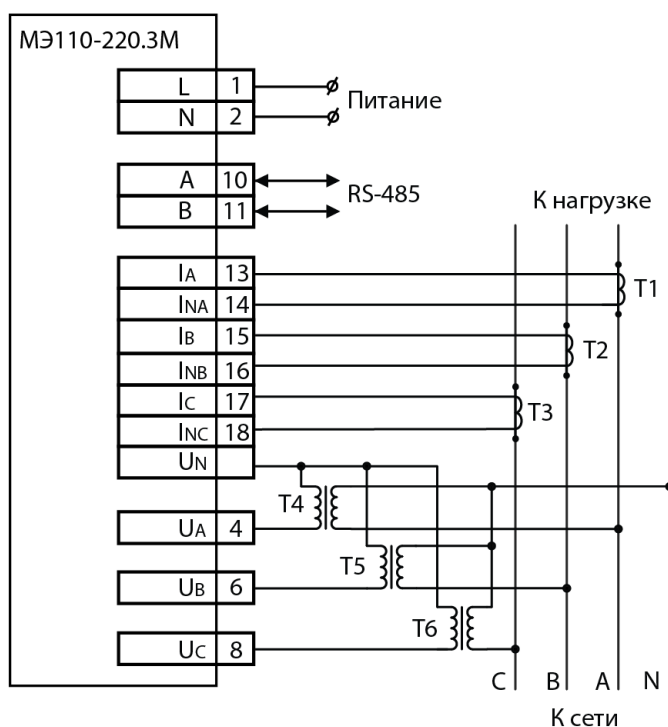 МЭ110-220.3М
L 1
Питание
N 2
A 10
RS-485
B 11
К нагрузке
IA 13
T1
INA 14
IB 15
T2
INB 16
IC 17
T3
INC 18
UN
T4
UA 4
T5
UB 6
T6
UC 8
C B A N
К сети